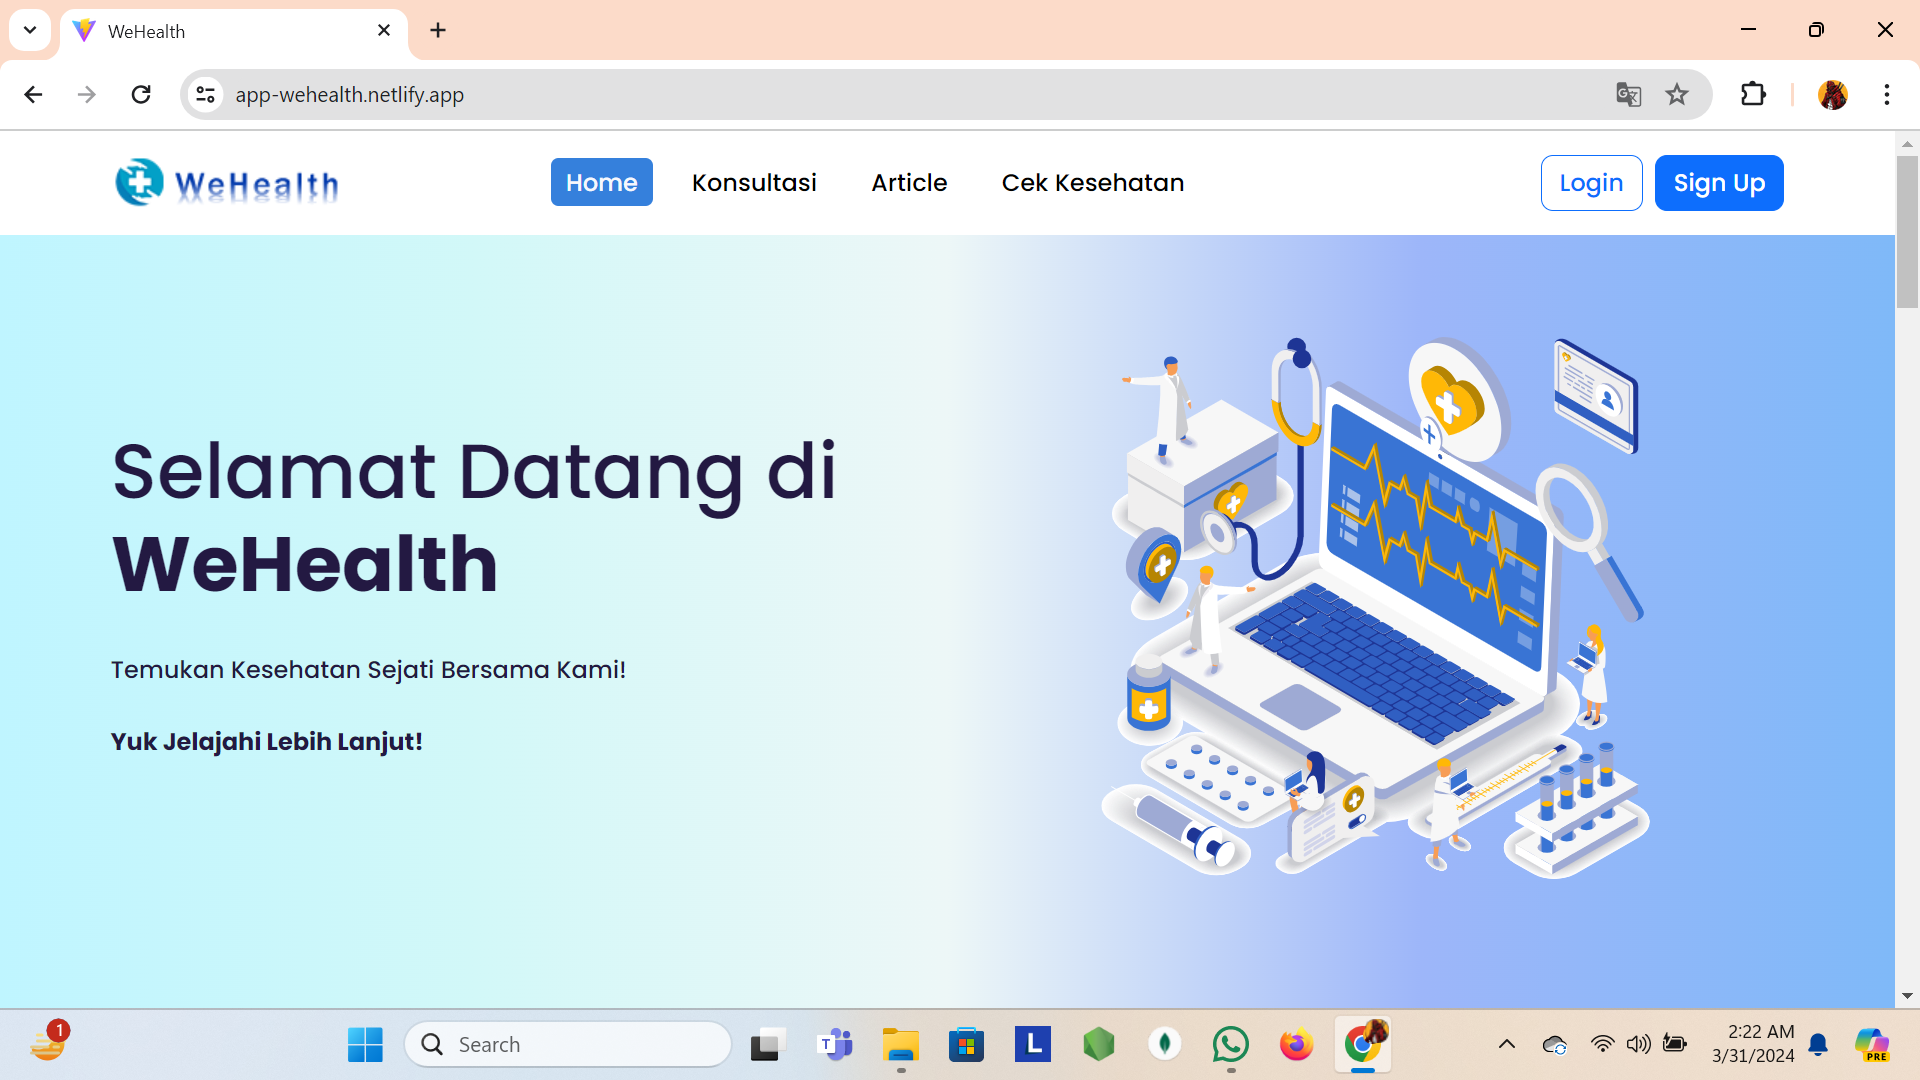 WeHealth
app-wehealth.netlify.app
WeHealth
Home
Konsultasi
Article
Cek Kesehatan
Login
Sign Up
Selamat Datang di
WeHealth
Temukan Kesehatan Sejati Bersama Kami!
Yuk Jelajahi Lebih Lanjut!
1
Search
T
L
2:22 AM
3/31/2024
PRE